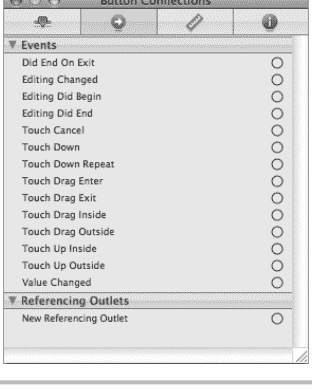 Button Connections
Events
Did End On Exit
Editing Changed
Editing Did Begin
Editing Did End
Touch Cancel
Touch Down
Touch Down Repeat
Touch Drag Enter
Touch Drag Exit
Touch Drag Inside
Touch Drag Outside
Touch Up Inside
Touch Up Outside
Value Changed
Referencing Outlets
New Referencing Outlet